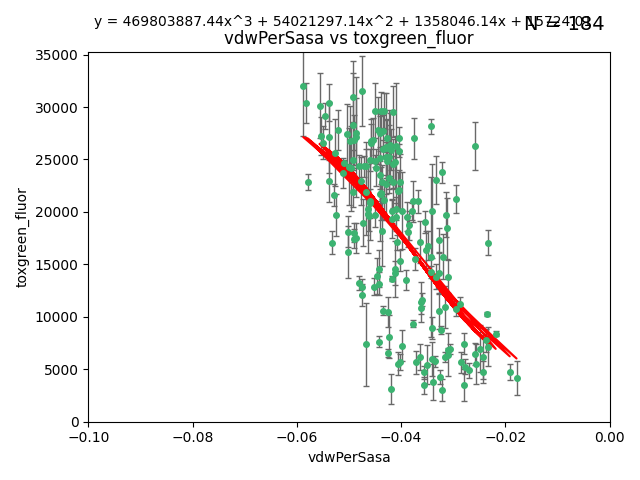 y = 469803887.44x^3 + 54021297.14x^2 + 1358046.14x +
N = 184
vdwPerSasa vs toxgreen_fluor
35000
30000
25000
20000
15000
10000
5000
0
toxgreen_fluor
−0.10
−0.08
−0.06
−0.04
−0.02
0.00
vdwPerSasa